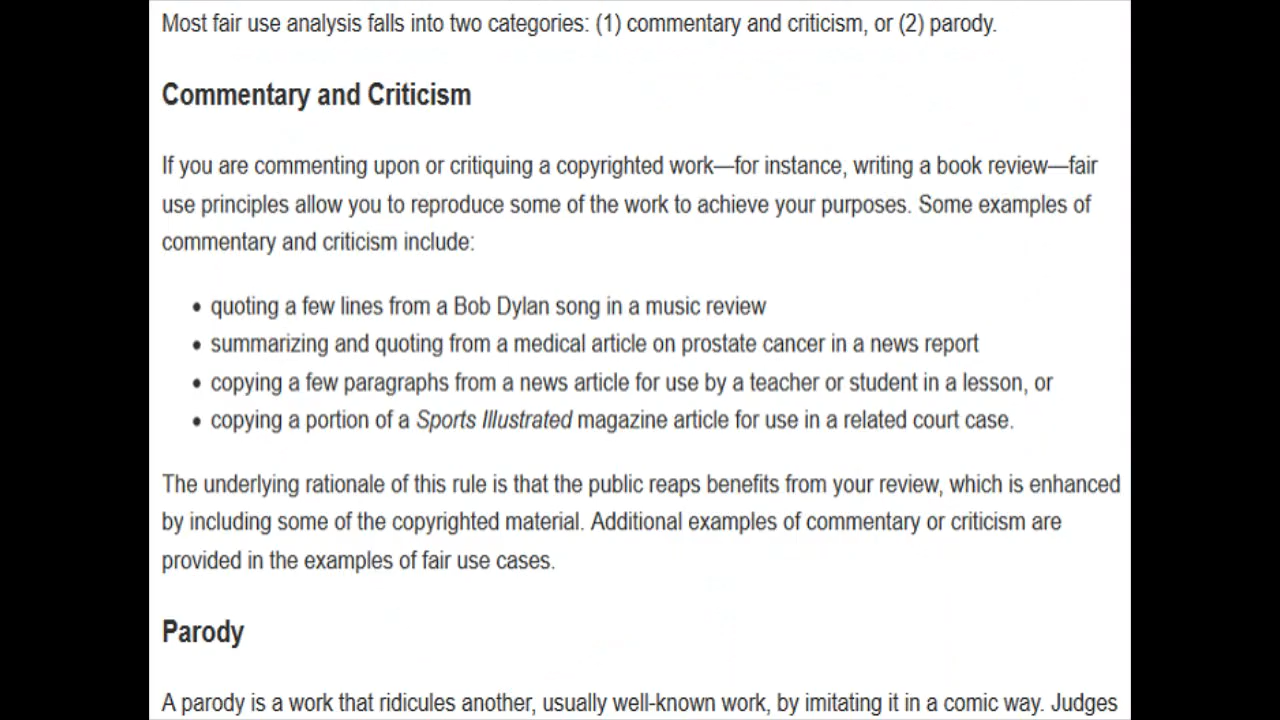 Most fair use analysis falls into two categories: (1) commentary and criticism, or (2) parody.
Commentary and Criticism
If you are commenting upon or critiquing a copyrighted work—for instance, writing a book review—fair
use principles allow you to reproduce some of the work to achieve your purposes. Some examples of
commentary and criticism include:
• quoting a few lines from a Bob Dylan song in a music review
• summarizing and quoting from a medical article on prostate cancer in a news report
• copying a few paragraphs from a news article for use by a teacher or student in a lesson, or
• copying a portion of a Sports Illustrated magazine article for use in a related court case.
The underlying rationale of this rule is that the public reaps benefits from your review, which is enhanced
by including some of the copyrighted material. Additional examples of commentary or criticism are
provided in the examples of fair use cases.
Parody
A parody is a work that ridicules another, usually well-known work, by imitating it in a comic way. Judges